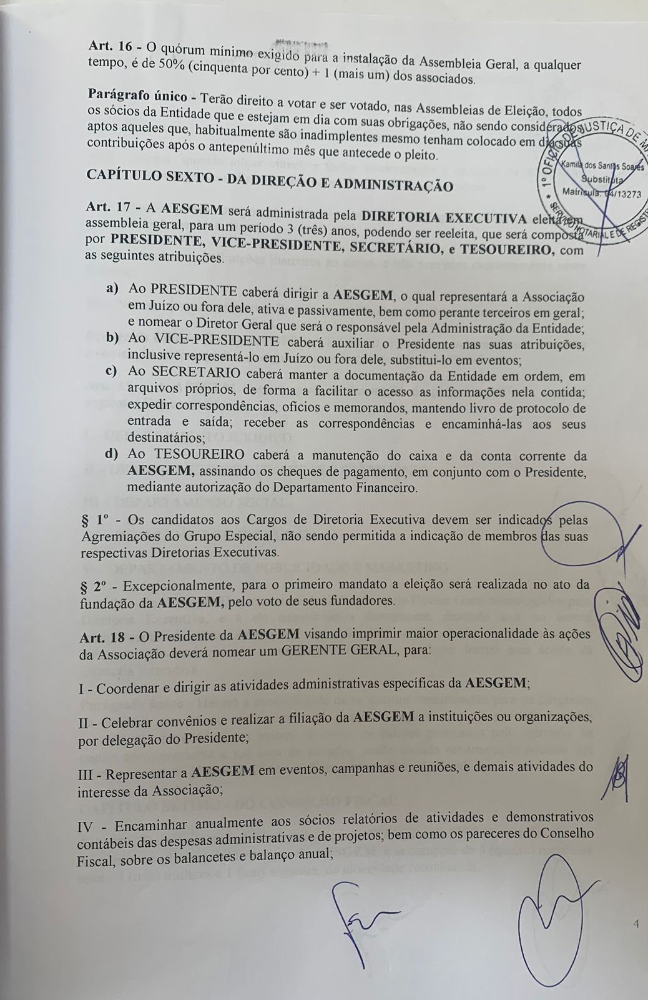 Art. 16 - O quórum mínimo exigido para a instalação da Assembleia Geral, a qualquer
tempo, é de 50% (cinquenta por cento) + 1 (mais um) dos associados.
Parágrafo único - Terão direito a votar e ser votado, nas Assembleias de Eleição, todos
os sócios da Entidade que e estejam em dia com suas obrigações, não sendo considerados
aptos aqueles que, habitualmente são inadimplentes mesmo tenham colocado em dia suas
contribuições após o antepenúltimo mês que antecede o pleito.
1º OFICIO DE JUSTIÇA DE
Kamila dos Santos Soares
Substituta
Matrícula: 94/13273
SERVIÇO NOTARIAL E DE
CAPÍTULO SEXTO - DA DIREÇÃO E ADMINISTRAÇÃO
Art. 17 - A AESGEM será administrada pela DIRETORIA EXECUTIVA eleita em
assembleia geral, para um período 3 (três) anos, podendo ser reeleita, que será composta
por PRESIDENTE, VICE-PRESIDENTE, SECRETÁRIO, e TESOUREIRO, com
as seguintes atribuições.
a) Ao PRESIDENTE caberá dirigir a AESGEM, o qual representará a Associação
em Juízo ou fora dele, ativa e passivamente, bem como perante terceiros em geral;
e nomear o Diretor Geral que será o responsável pela Administração da Entidade;
b) Ao VICE-PRESIDENTE caberá auxiliar o Presidente nas suas atribuições,
inclusive representá-lo em Juízo ou fora dele, substitui-lo em eventos;
c) Ao SECRETARIO caberá manter a documentação da Entidade em ordem, em
arquivos próprios, de forma a facilitar o acesso as informações nela contida;
expedir correspondências, ofícios e memorandos, mantendo livro de protocolo de
entrada e saída; receber as correspondências e encaminhá-las aos seus
destinatários;
d) Ao TESOUREIRO caberá a manutenção do caixa e da conta corrente da
AESGEM, assinando os cheques de pagamento, em conjunto com o Presidente,
mediante autorização do Departamento Financeiro.
§ 1º - Os candidatos aos Cargos de Diretoria Executiva devem ser indicados pelas
Agremiações do Grupo Especial, não sendo permitida a indicação de membros das suas
respectivas Diretorias Executivas.
§ 2º - Excepcionalmente, para o primeiro mandato a eleição será realizada no ato da
fundação da AESGEM, pelo voto de seus fundadores.
Art. 18 - O Presidente da AESGEM visando imprimir maior operacionalidade às ações
da Associação deverá nomear um GERENTE GERAL, para:
I - Coordenar e dirigir as atividades administrativas específicas da AESGEM;
II - Celebrar convênios e realizar a filiação da AESGEM a instituições ou organizações,
por delegação do Presidente;
III - Representar a AESGEM em eventos, campanhas e reuniões, e demais atividades do
interesse da Associação;
IV - Encaminhar anualmente aos sócios relatórios de atividades e demonstrativos
contábeis das despesas administrativas e de projetos; bem como os pareceres do Conselho
Fiscal, sobre os balancetes e balanço anual;
4